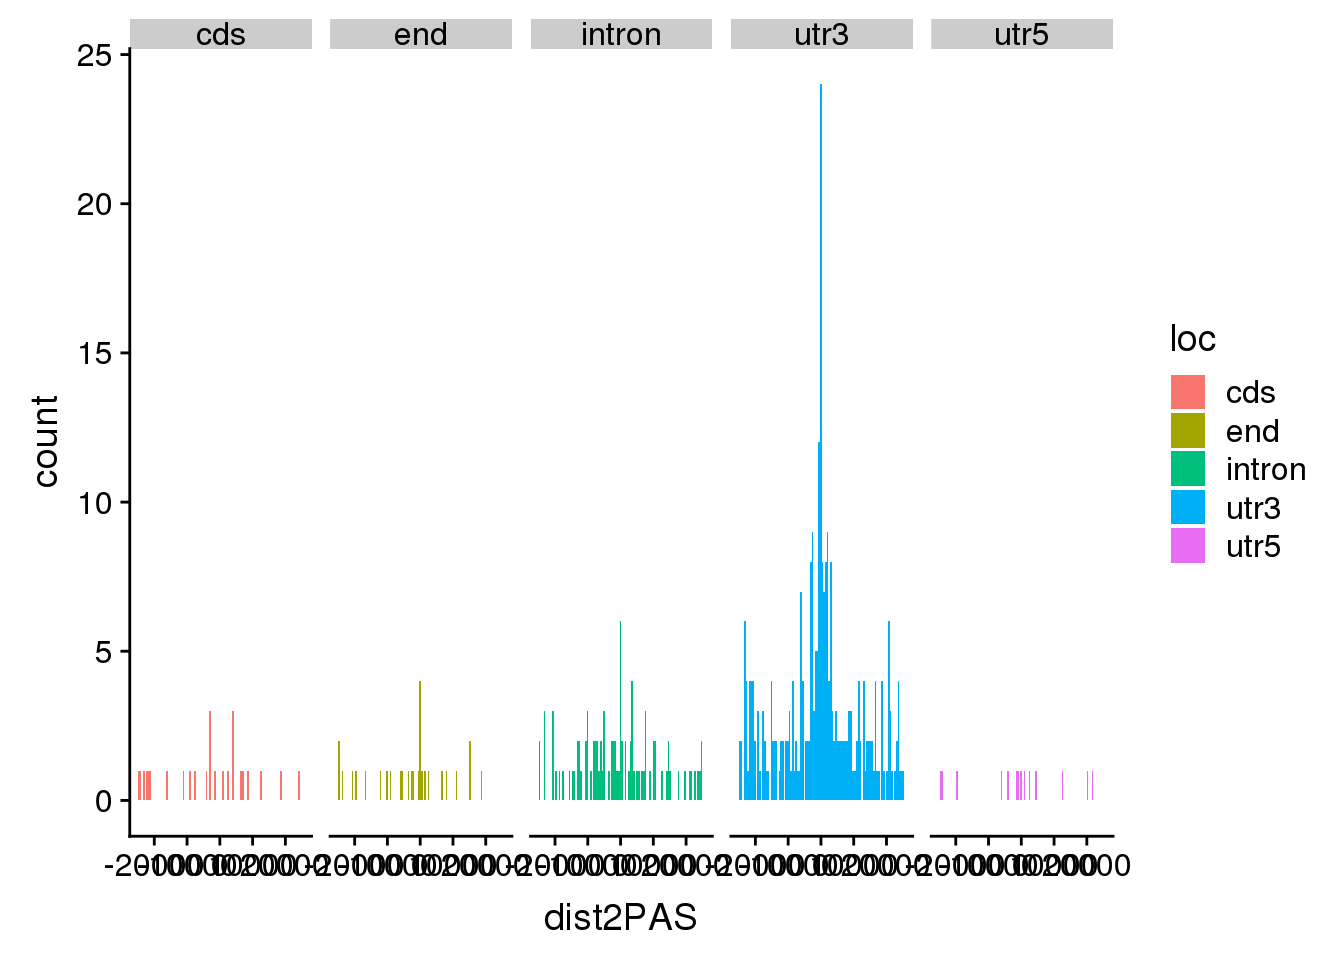 cds end intron utr3 utr5
25
20
15
10
5
0
count
dist2PAS
loc
cds
end
intron
utr3
utr5